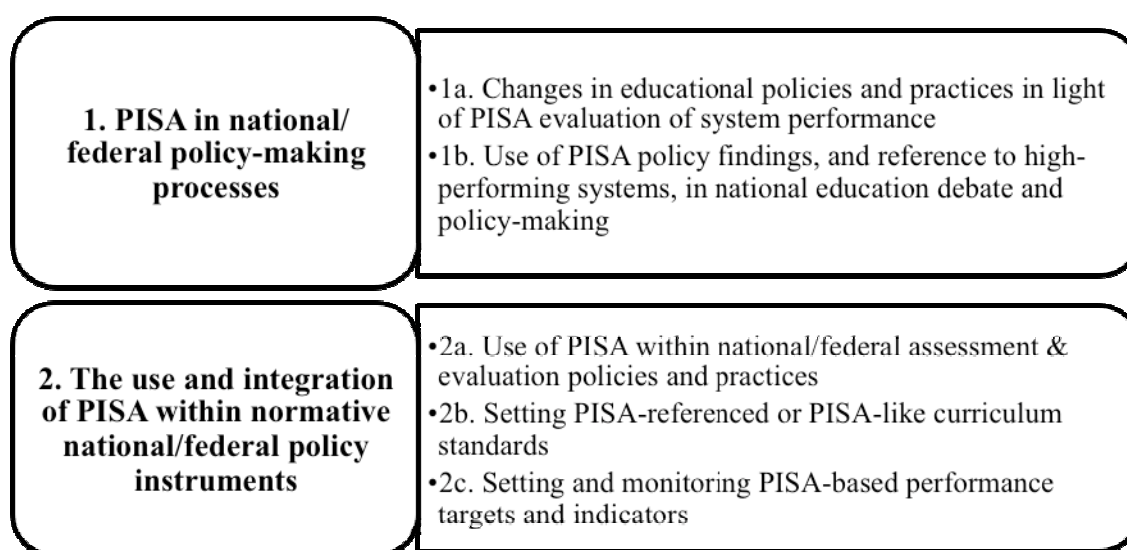 1. PISA in national/
federal policy-making
processes
•1a. Changes in educational policies and practices in light
of PISA evaluation of system performance
•1b. Use of PISA policy findings, and reference to high-
performing systems, in national education debate and
policy-making
2. The use and integration
of PISA within normative
national/federal policy
instruments
•2a. Use of PISA within national/federal assessment &
evaluation policies and practices
•2b. Setting PISA-referenced or PISA-like curriculum
standards
•2c. Setting and monitoring PISA-based performance
targets and indicators